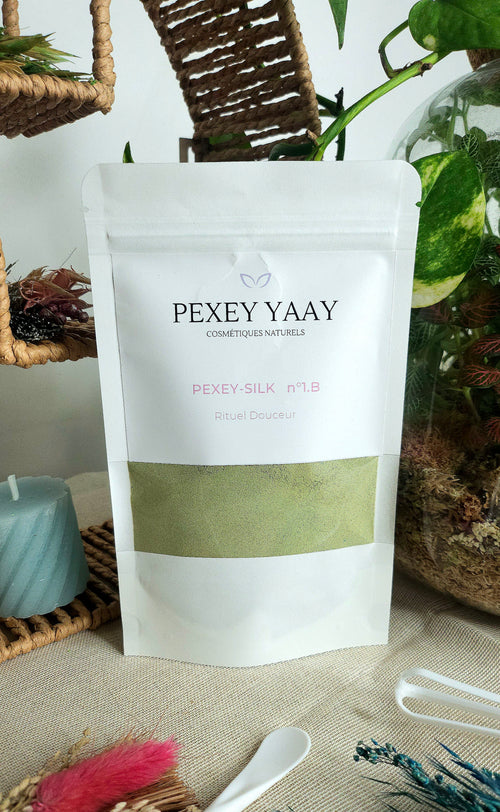 PEXEY YAAY
COSMÉTIQUES NATURELS
PEXEY-SILK n°1.B
Rituel Douceur